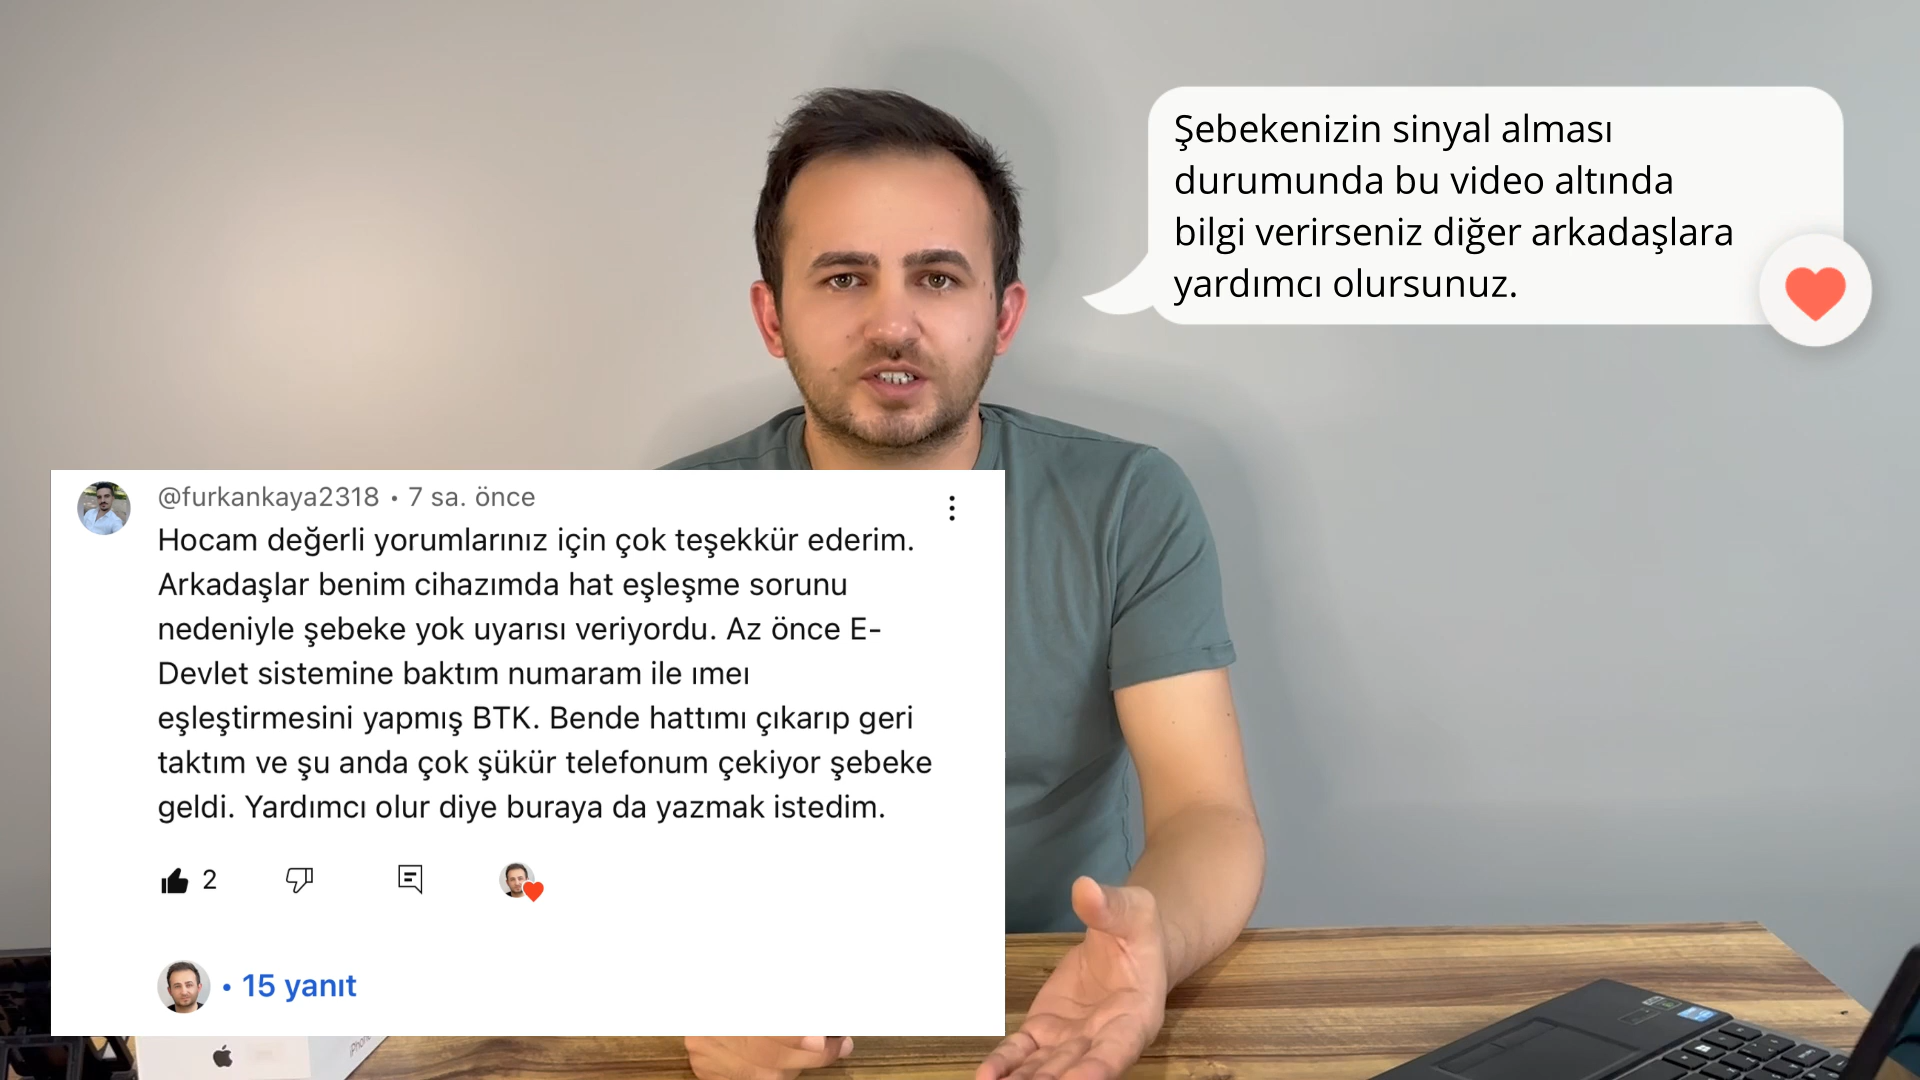 Şebekenizin sinyal alması
durumunda bu video altında
bilgi verirseniz diğer arkadaşlara
yardımcı olursunuz.
@furkankaya2318 • 7 sa. önce
Hocam değerli yorumlarınız için çok teşekkür ederim.
Arkadaşlar benim cihazımda hat eşleşme sorunu
nedeniyle şebeke yok uyarısı veriyordu. Az önce E-
Devlet sistemine baktım numaram ile ımeı
eşleştirmesini yapmış BTK. Bende hattımı çıkarıp geri
taktım ve şu anda çok şükür telefonum çekiyor şebeke
geldi. Yardımcı olur diye buraya da yazmak istedim.
2
• 15 yanıt